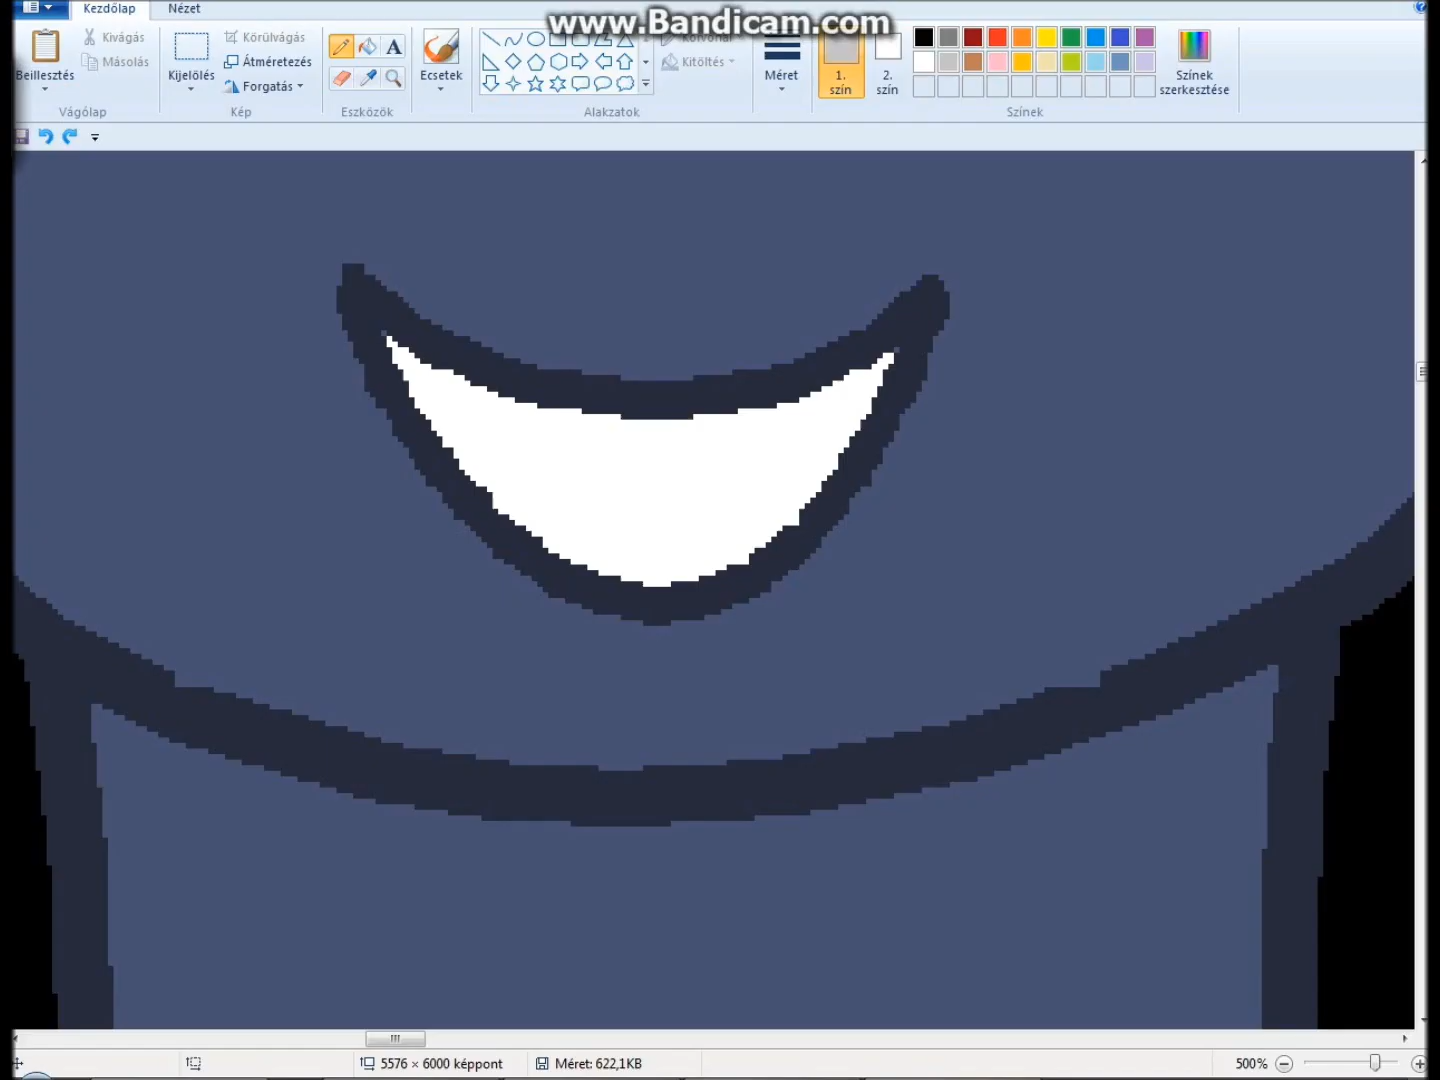 Kezdőlap Nézet
www.Bandicam.com
Beillesztés
Kivágás
Másolás
Vágólap
Kijelölés
Körülvágás
Átméretezés
Forgatás
Kép
A
Eszközök
Ecsetek
Körvonal
Kitöltés
Alakzatok
Méret
1.
szín
2.
szín
Színek
szerkesztése
Színek
5576 × 6000 képpont
Méret: 622,1KB
500%